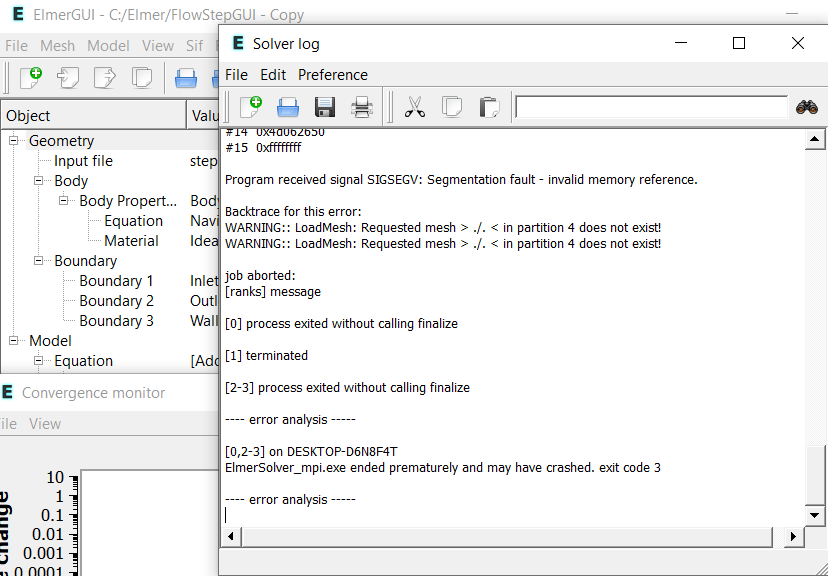 ElmerGUI - C:/Elmer/FlowStepGUI - Copy
File Mesh Model View Sif
Object Valu
Geometry
Input file step
Body
Body Propert... Body
Equation Navi
Material Idea
Boundary
Boundary 1 Inlet
Boundary 2 Outl
Boundary 3 Wall
Model
Equation [Add
Convergence monitor
ile View
10
1
0.1
0.01
0.001
0.0001
change
Solver log
File Edit Preference
#14 0x4d062650
#15 0xffffffff
Program received signal SIGSEGV: Segmentation fault - invalid memory reference.
Backtrace for this error:
WARNING:: LoadMesh: Requested mesh > ./. < in partition 4 does not exist!
WARNING:: LoadMesh: Requested mesh > ./. < in partition 4 does not exist!
job aborted:
[ranks] message
[0] process exited without calling finalize
[1] terminated
[2-3] process exited without calling finalize
---- error analysis -----
[0,2-3] on DESKTOP-D6N8F4T
ElmerSolver_mpi.exe ended prematurely and may have crashed. exit code 3
---- error analysis -----